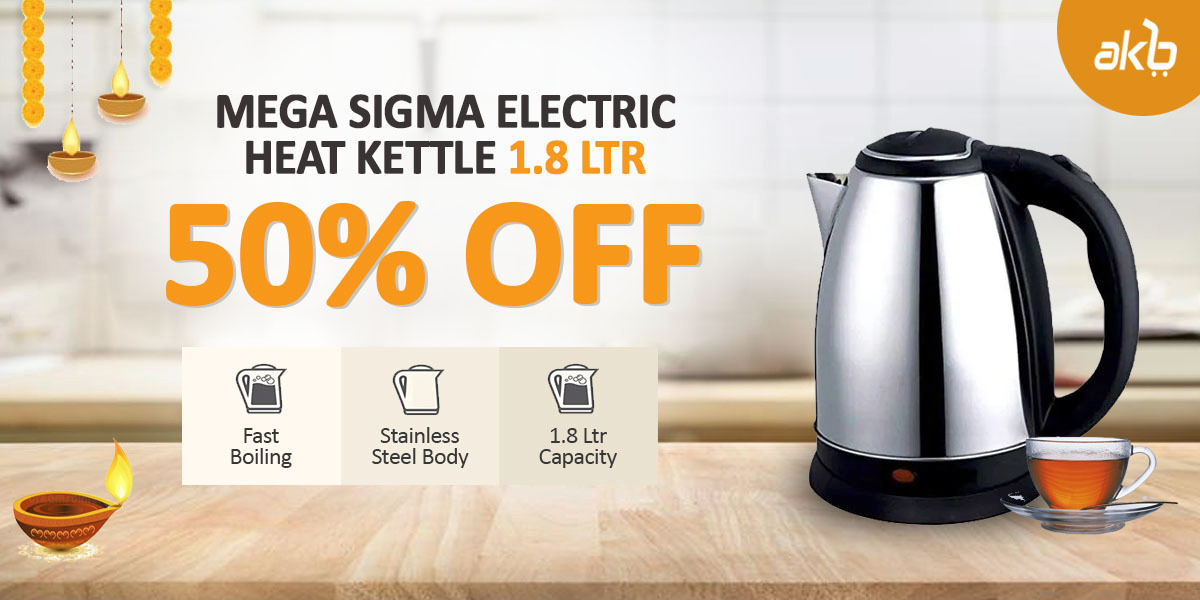 akb
MEGA SIGMA ELECTRIC
HEAT KETTLE 1.8 LTR
50% OFF
Fast
Boiling
Stainless
Steel Body
1.8 Ltr
Capacity